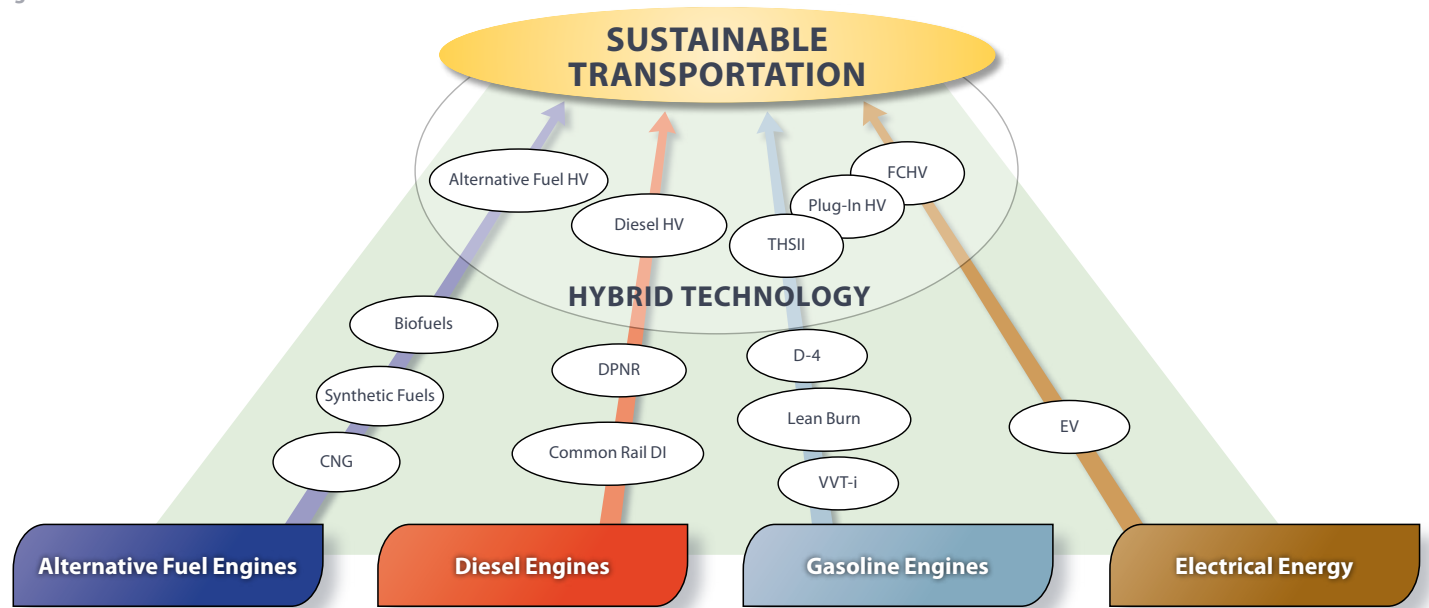 SUSTAINABLE
TRANSPORTATION
FCHV
Alternative Fuel HV
Plug-In HV
Diesel HV
THSII
HYBRID TECHNOLOGY
Biofuels
D-4
DPNR
Synthetic Fuels
Lean Burn
EV
Common Rail DI
CNG
VVT-i
Alternative Fuel Engines
Diesel Engines
Gasoline Engines
Electrical Energy